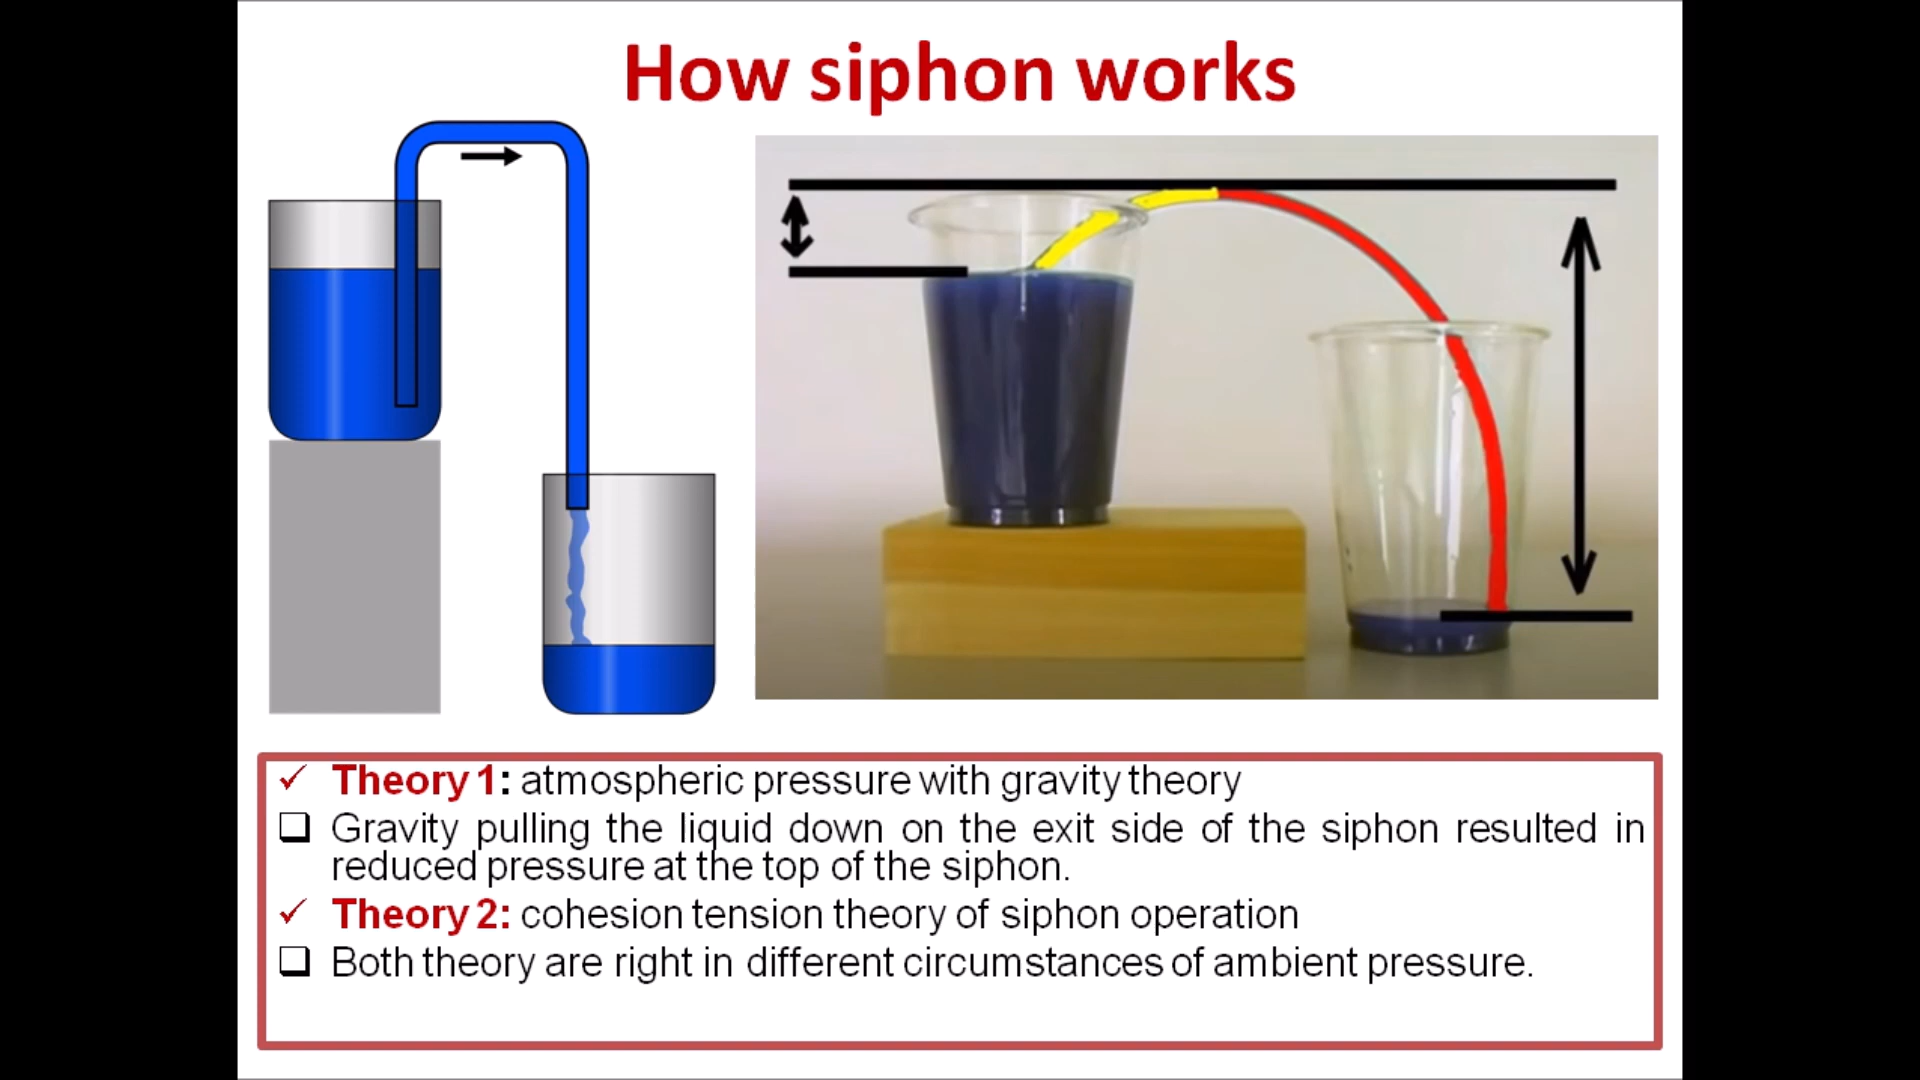 How siphon works
Theory 1: atmospheric pressure with gravity theory
Gravity pulling the liquid down on the exit side of the siphon resulted in
reduced pressure at the top of the siphon.
Theory 2: cohesion tension theory of siphon operation
Both theory are right in different circumstances of ambient pressure.